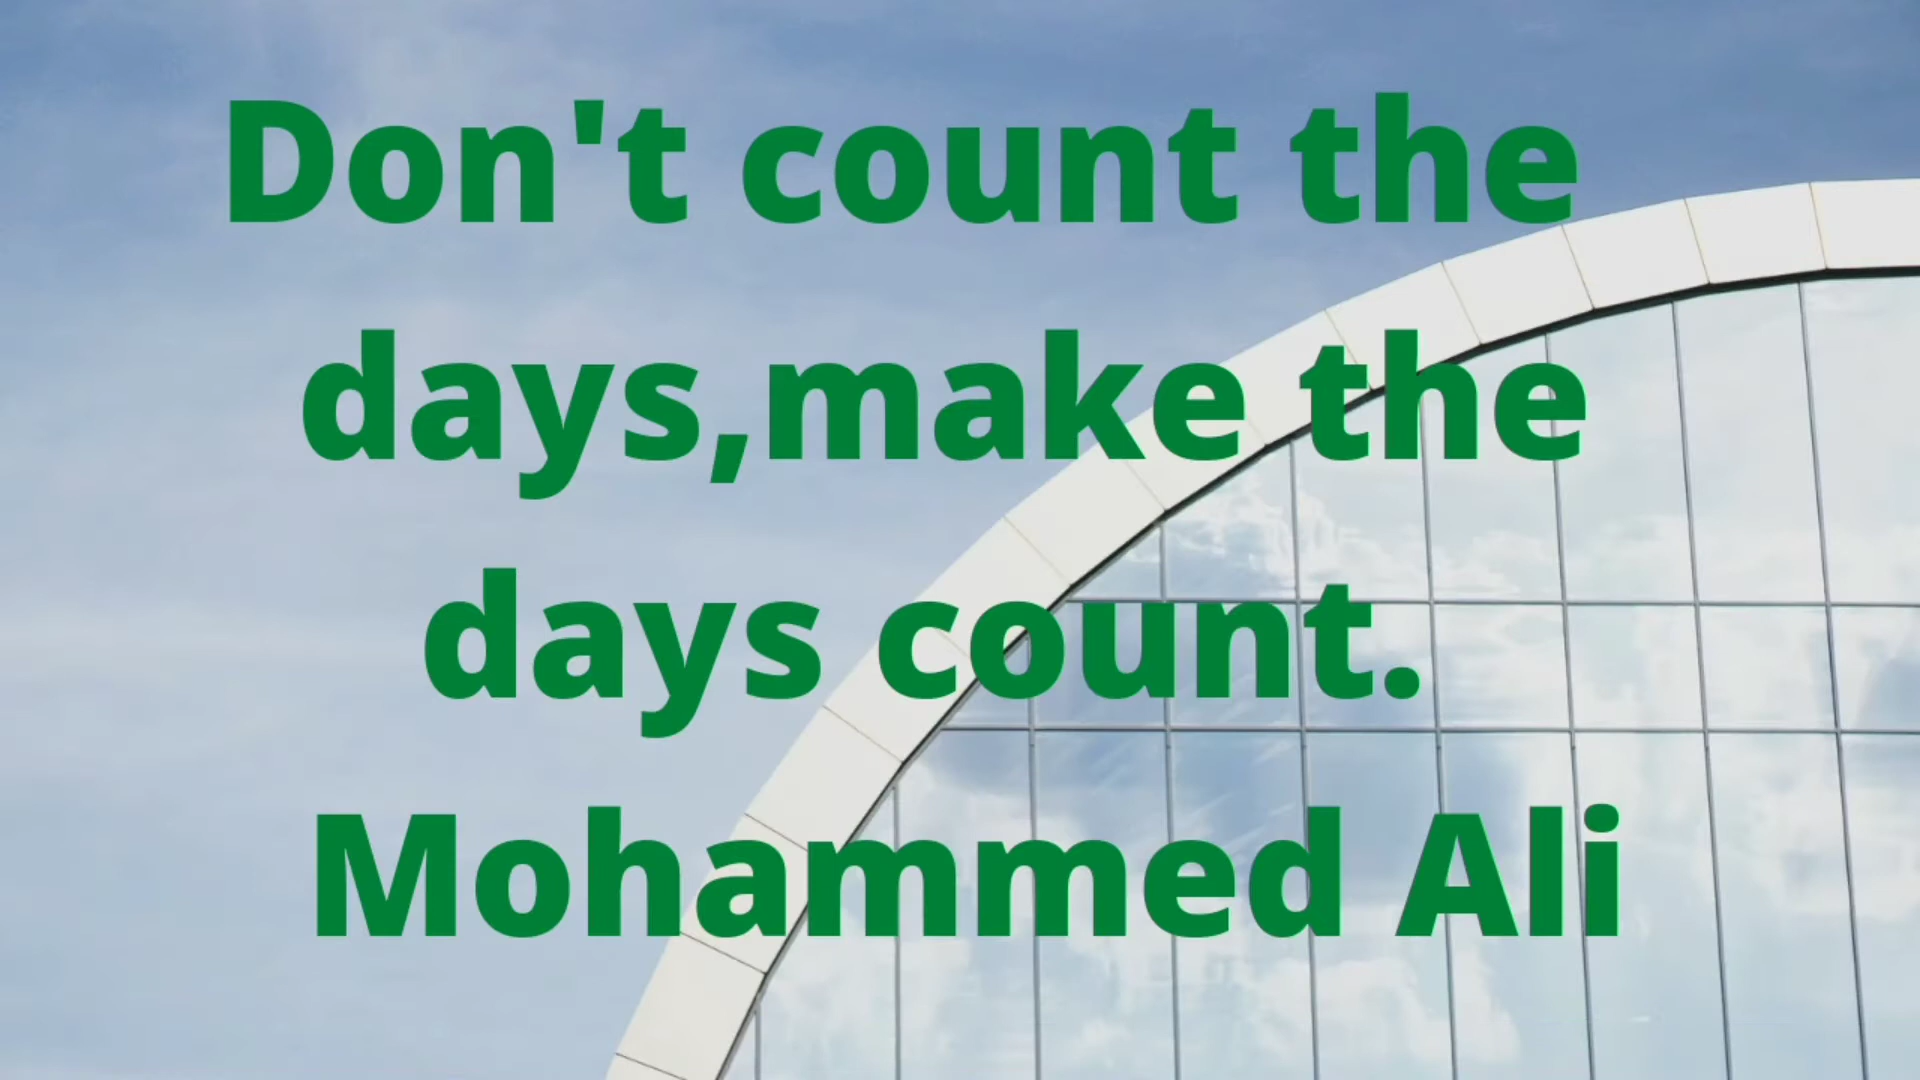 Don't count the
days,make the
days count.
Mohammed Ali